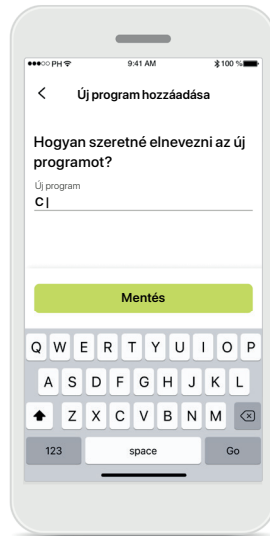 ●●●○○ PH 9:41 AM 100 %
Új program hozzáadása
Hogyan szeretné elnevezni az új
programot?
Új program
C|
Mentés
Q W E R T Y U I O P
A S D F G H J K L
Z X C V B N M
123 space Go